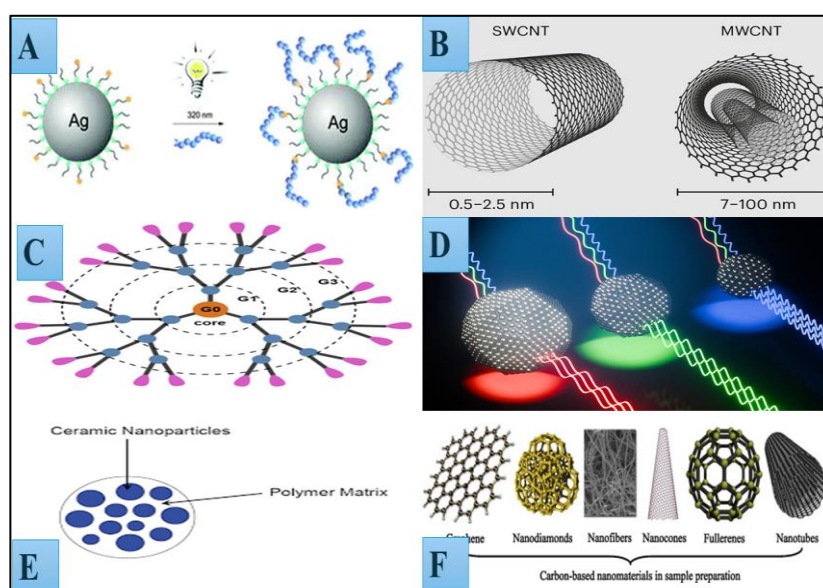 A
Ag
320 nm
Ag
B
SWCNT
MWCNT
0.5–2.5 nm
7–100 nm
C
G0
core
G1
G2
G3
D
Ceramic Nanoparticles
Polymer Matrix
E
Nanodiamonds
Nanofibers
Nanocones
Fullerenes
Nanotubes
Carbon-based nanomaterials in sample preparation
F